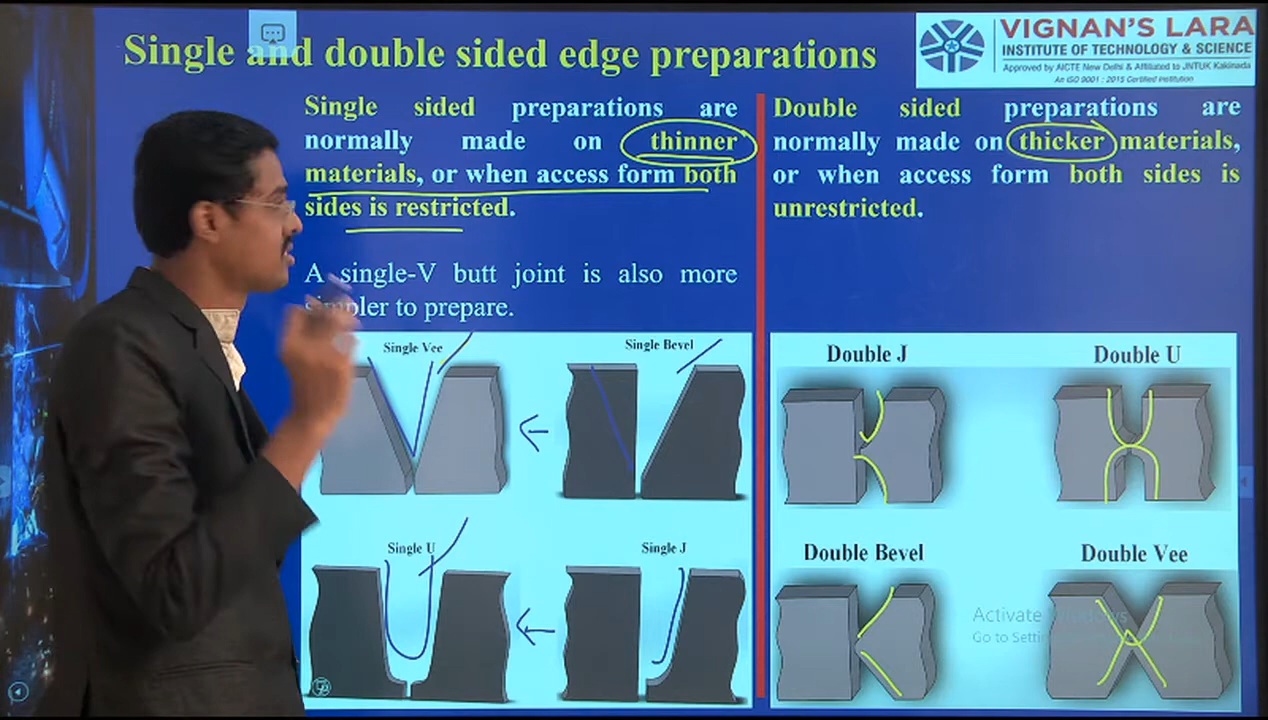 Single and double sided edge preparations
VIGNAN'S LARA
INSTITUTE OF TECHNOLOGY & SCIENCE
Approved by AICTE New Delhi & Affiliated to JNTUK Kakinada
An ISO 9001 : 2015 Certified Institution
Single sided preparations are
normally made on thinner
materials, or when access form both
sides is restricted.
A single-V butt joint is also more
simpler to prepare.
Double sided preparations are
normally made on thicker materials,
or when access form both sides is
unrestricted.
Single Vee
Single Bevel
Single U
Single J
Double J
Double U
Double Bevel
Double Vee
Activate Windows
Go to